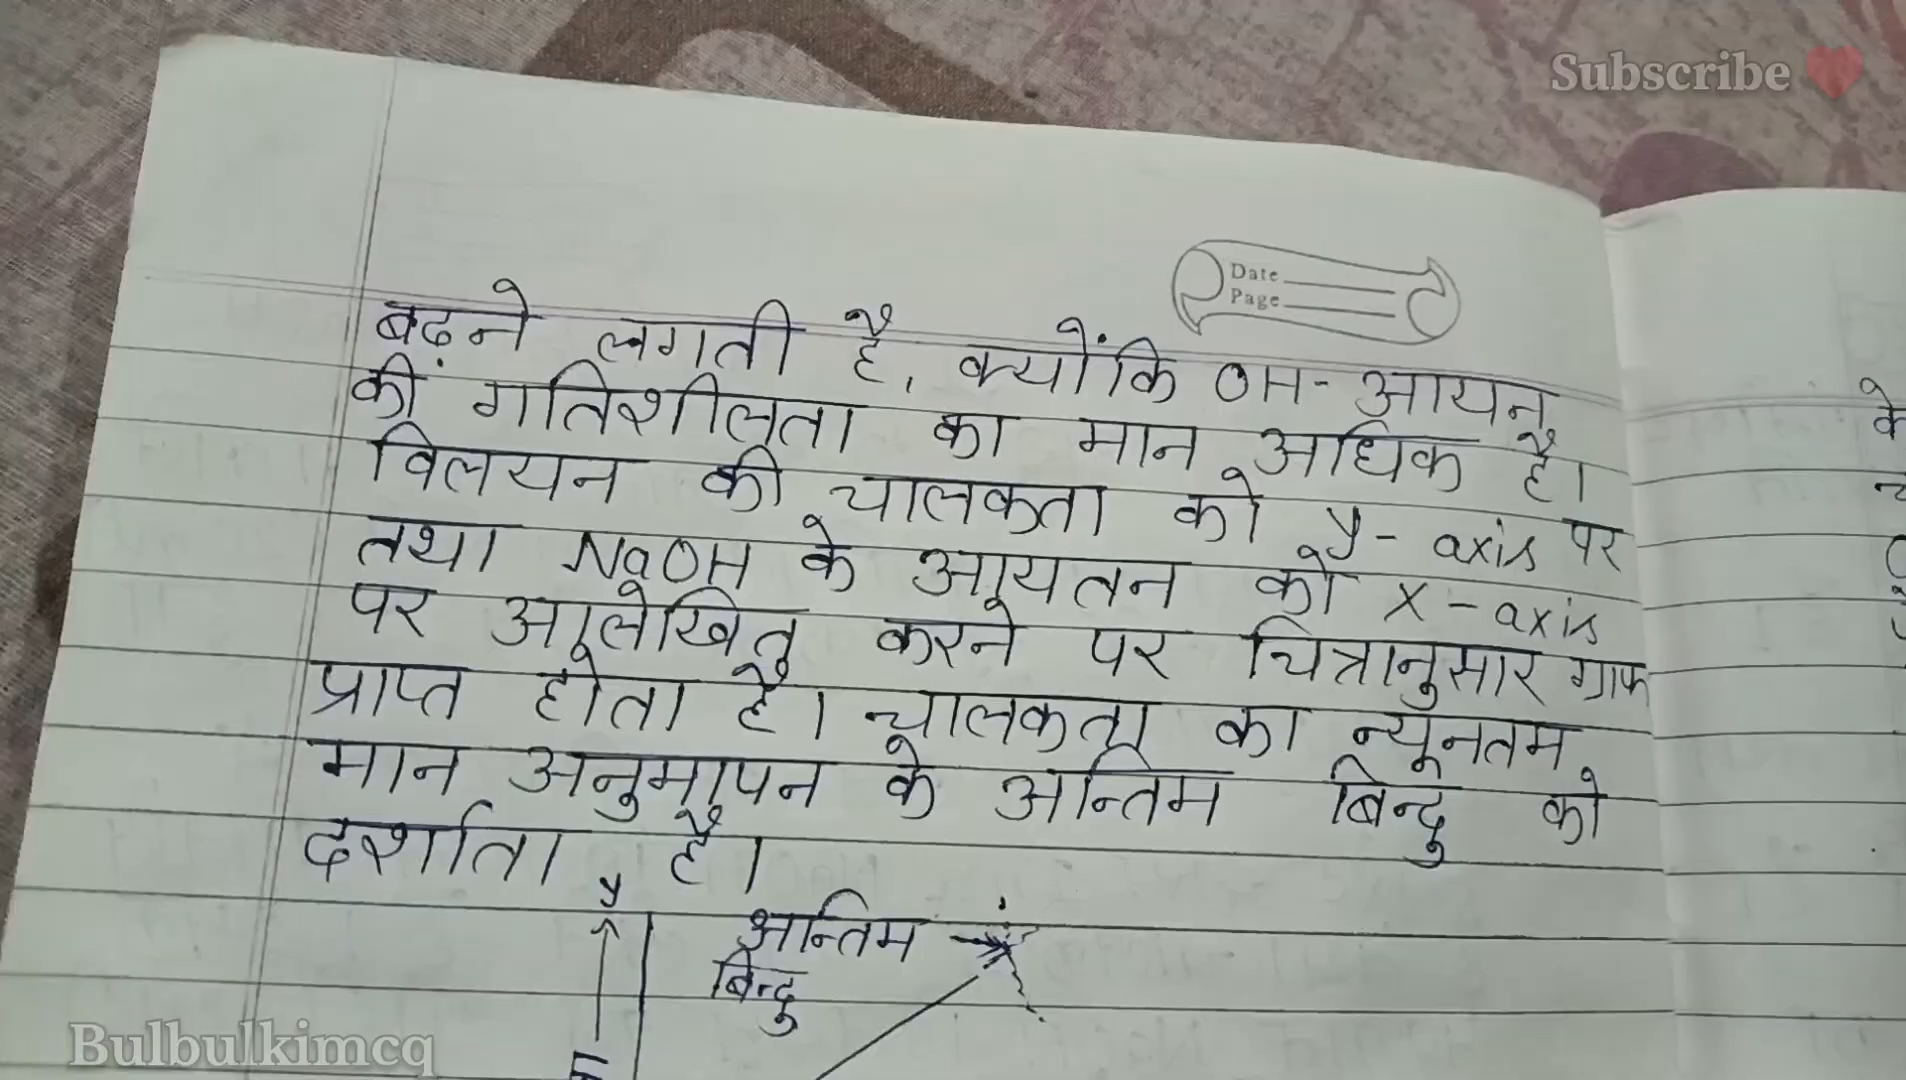 Subscribe
Date
Page
बढ़ने लगती है, क्योंकि OH- आयन
की गतिशीलता का मान अधिक है।
विलयन की चालकता को y- axis पर
तथा NaOH के आयतन को x-axis
पर आलेखित करने पर चित्रानुसार ग्राफ
प्राप्त होता है। चालकता का न्यूनतम
मान अनुमापन के अन्तिम बिन्दु को
दर्शाता है।
y
अन्तिम
बिन्दु
के
Bulbulkimcq